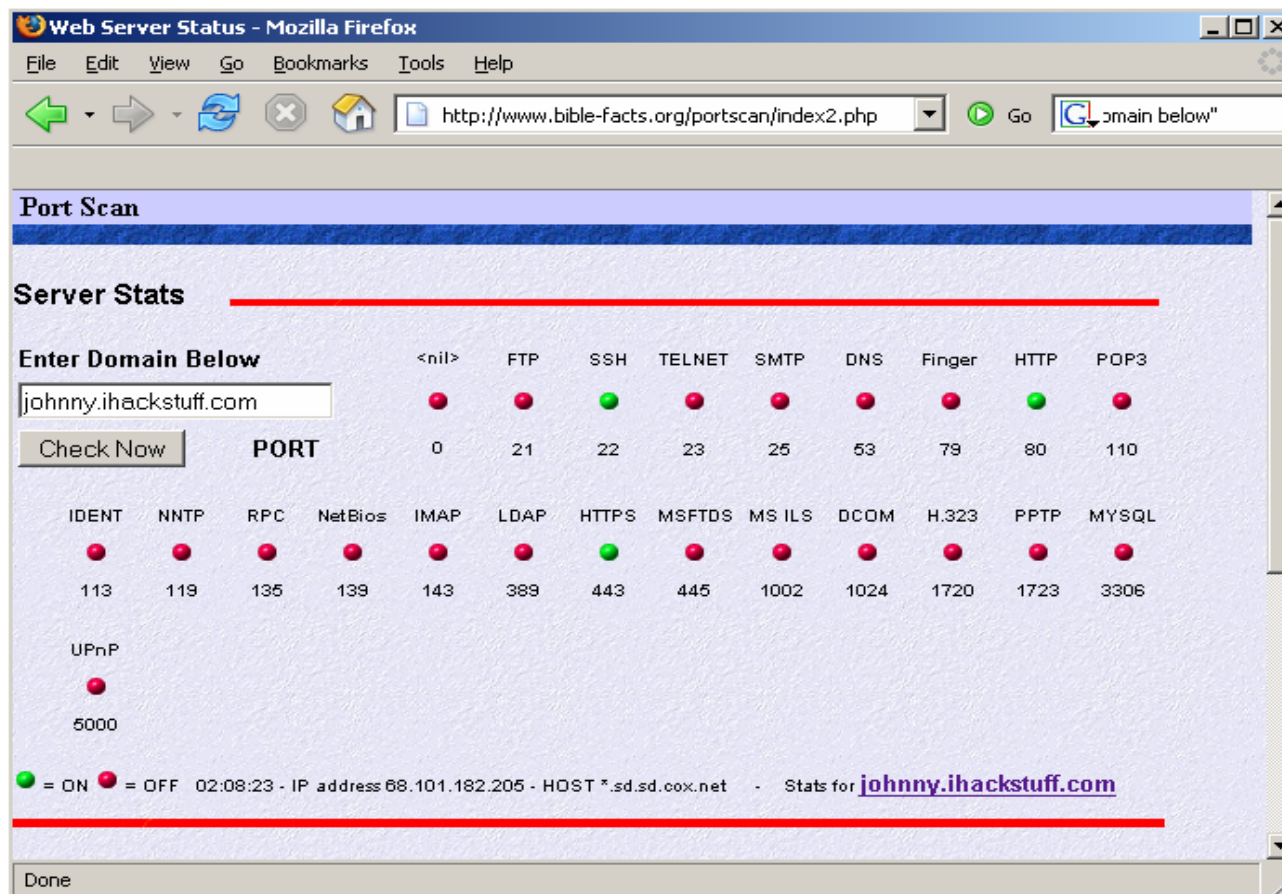 Web Server Status - Mozilla Firefox
File Edit View Go Bookmarks Tools Help
http://www.bible-facts.org/portscan/index2.php Go main below"
Port Scan
Server Stats
Enter Domain Below <nil> FTP SSH TELNET SMTP DNS Finger HTTP POP3
johnny.ihackstuff.com
Check Now PORT 0 21 22 23 25 53 79 80 110
IDENT NNTP RPC NetBios IMAP LDAP HTTPS MSFTDS MS ILS DCOM H.323 PPTP MYSQL
113 119 135 139 143 389 443 445 1002 1024 1720 1723 3306
UPnP
5000
= ON = OFF 02:08:23 - IP address 68.101.182.205 - HOST *.sd.sd.cox.net - Stats for johnny.ihackstuff.com
Done